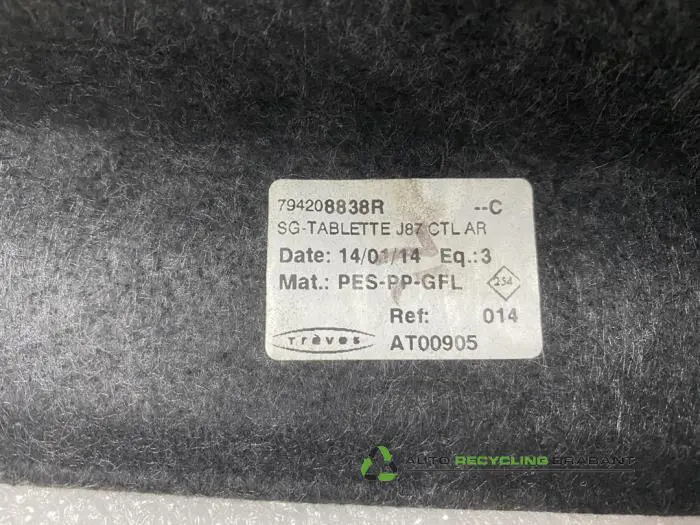 794208838R --C
SG-TABLETTE J87 CTL AR
Date: 14/01/14 Eq.:3
Mat.: PES-PP-GFL 254
Ref: 014
Trèves AT00905
AUTO RECYCLING BRABANT